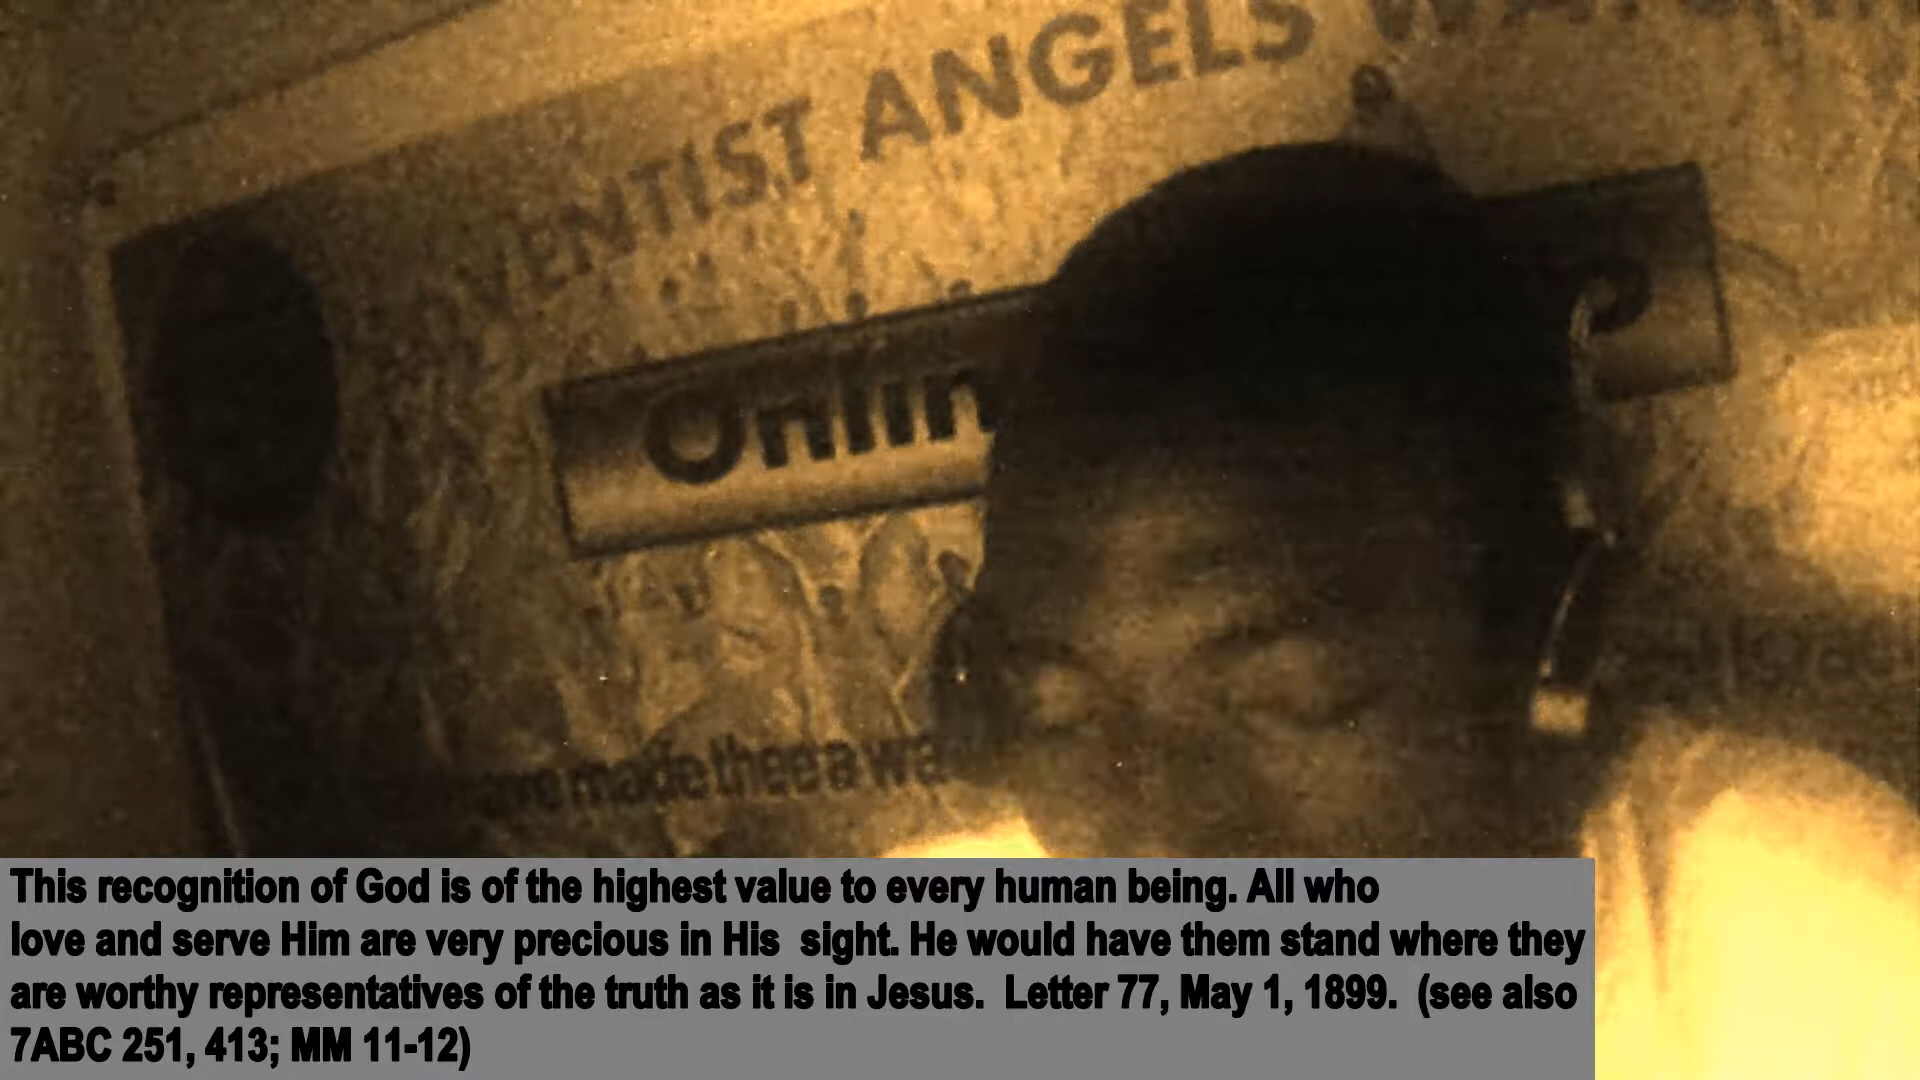 ENTIST ANGELS
Onlin
made thee a wa
This recognition of God is of the highest value to every human being. All who
love and serve Him are very precious in His  sight. He would have them stand where they
are worthy representatives of the truth as it is in Jesus.  Letter 77, May 1, 1899.  (see also
7ABC 251, 413; MM 11-12)